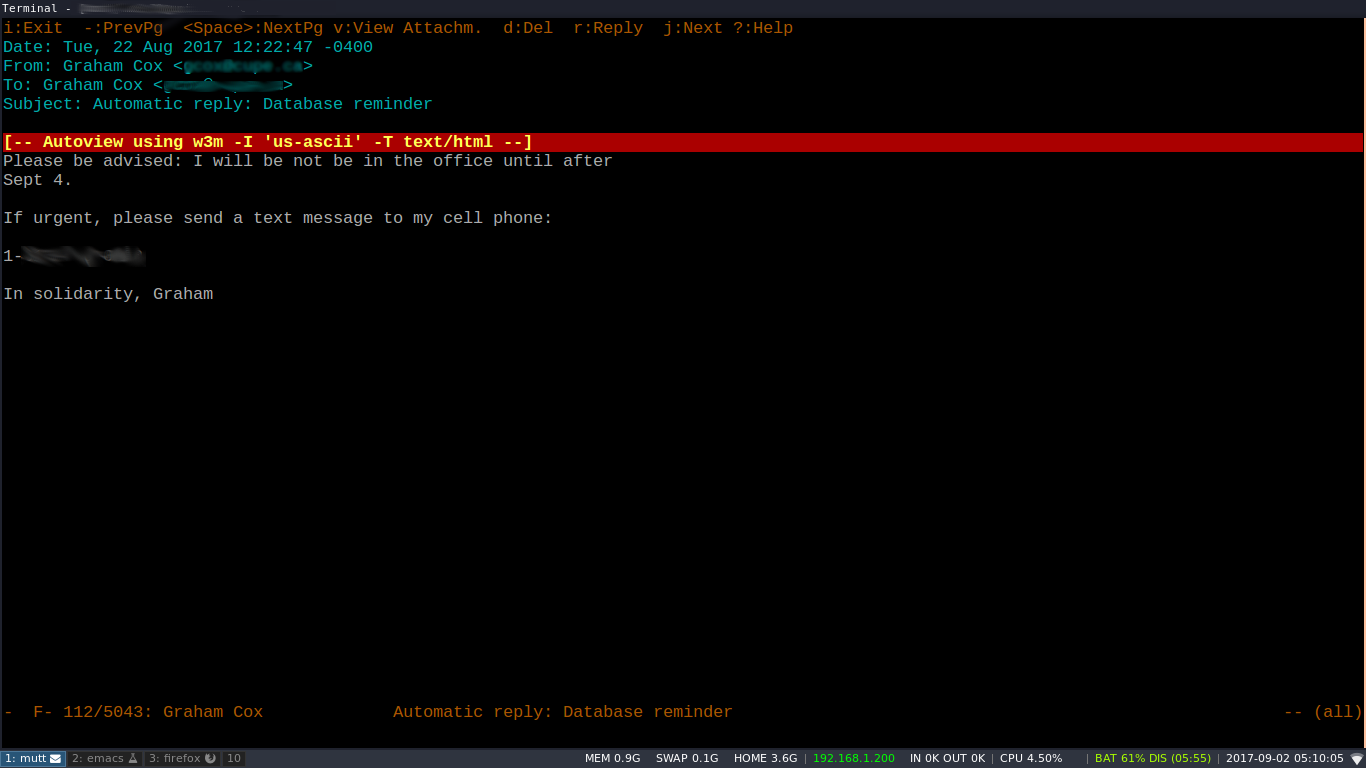 Terminal -
i:Exit  -:PrevPg  <Space>:NextPg v:View Attachm.  d:Del  r:Reply  j:Next ?:Help
Date: Tue, 22 Aug 2017 12:22:47 -0400
From: Graham Cox < >
To: Graham Cox < >
Subject: Automatic reply: Database reminder
[-- Autoview using w3m -I 'us-ascii' -T text/html --]
Please be advised: I will be not be in the office until after
Sept 4.
If urgent, please send a text message to my cell phone:
1-
In solidarity, Graham
-  F- 112/5043: Graham Cox             Automatic reply: Database reminder -- (all)
1: mutt 2: emacs 3: firefox 10 MEM 0.9G SWAP 0.1G HOME 3.6G | 192.168.1.200 IN 0K OUT 0K | CPU 4.50% | BAT 61% DIS (05:55) | 2017-09-02 05:10:05